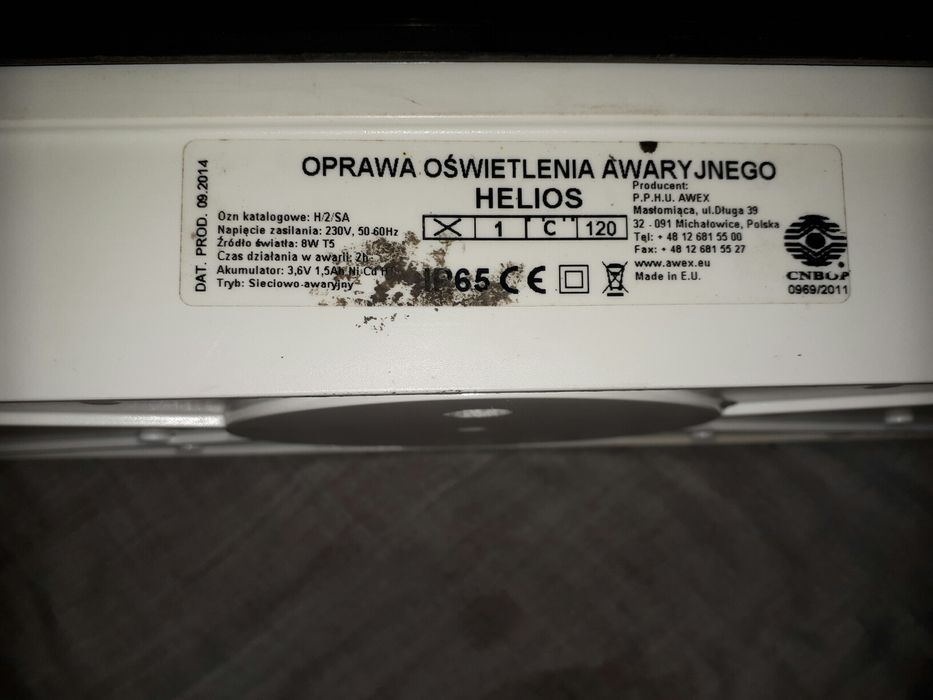 OPRAWA OŚWIETLENIA AWARYJNEGO
HELIOS
DAT. PROD. 09.2014
Ozn katalogowe: H/2/SA
Napięcie zasilania: 230V, 50-60Hz
Źródło światła: 8W T5
Czas działania w awarii: 2h
Akumulator: 3,6V 1,5Ah Ni-Cd
Tryb: Sieciowo-awaryjny
X 1 C 120
IP65 CE
Producent:
P.P.H.U. AWEX
Masłomiąca, ul.Długa 39
32 - 091 Michałowice, Polska
Tel: + 48 12 681 55 00
Fax: + 48 12 681 55 27
www.awex.eu
Made in E.U.
CNBOP
0969/2011